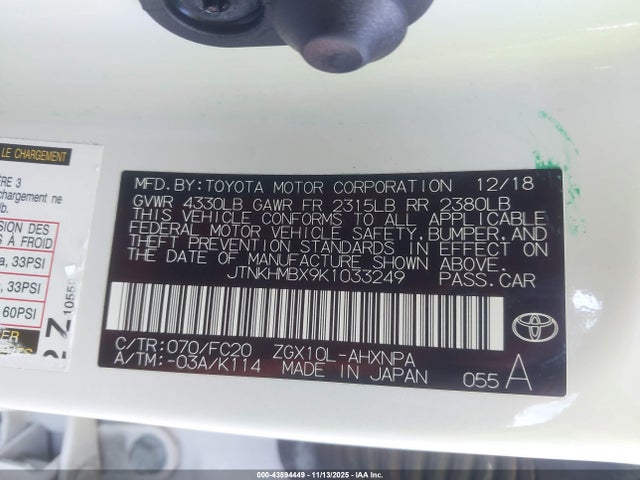 LE CHARGEMENT
ÈRE 3
chargement ne
lb.
SION DES
À FROID
a, 33PSI
, 33PSI
60PSI
10558
MFD. BY: TOYOTA MOTOR CORPORATION 12/18
GVWR 4330LB GAWR FR 2315LB RR 2380LB
THIS VEHICLE CONFORMS TO ALL APPLICABLE
FEDERAL MOTOR VEHICLE SAFETY, BUMPER, AND
THEFT PREVENTION STANDARDS IN EFFECT ON
THE DATE OF MANUFACTURE SHOWN ABOVE.
JTNKHMBX9K1033249 PASS.CAR
C/TR: 070/FC20 ZGX10L-AHXNPA
A/TM: -03A/K114 MADE IN JAPAN 055 A
000-43594449 - 11/13/2025 - IAA Inc.